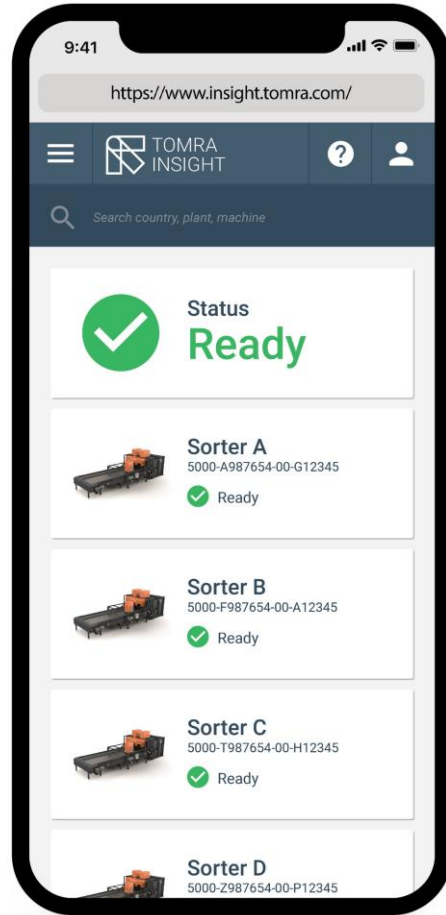 9:41
https://www.insight.tomra.com/
TOMRA
INSIGHT
?
Search country, plant, machine
Status
Ready
Sorter A
5000-A987654-00-G12345
Ready
Sorter B
5000-F987654-00-A12345
Ready
Sorter C
5000-T987654-00-H12345
Ready
Sorter D
5000-Z987654-00-P12345